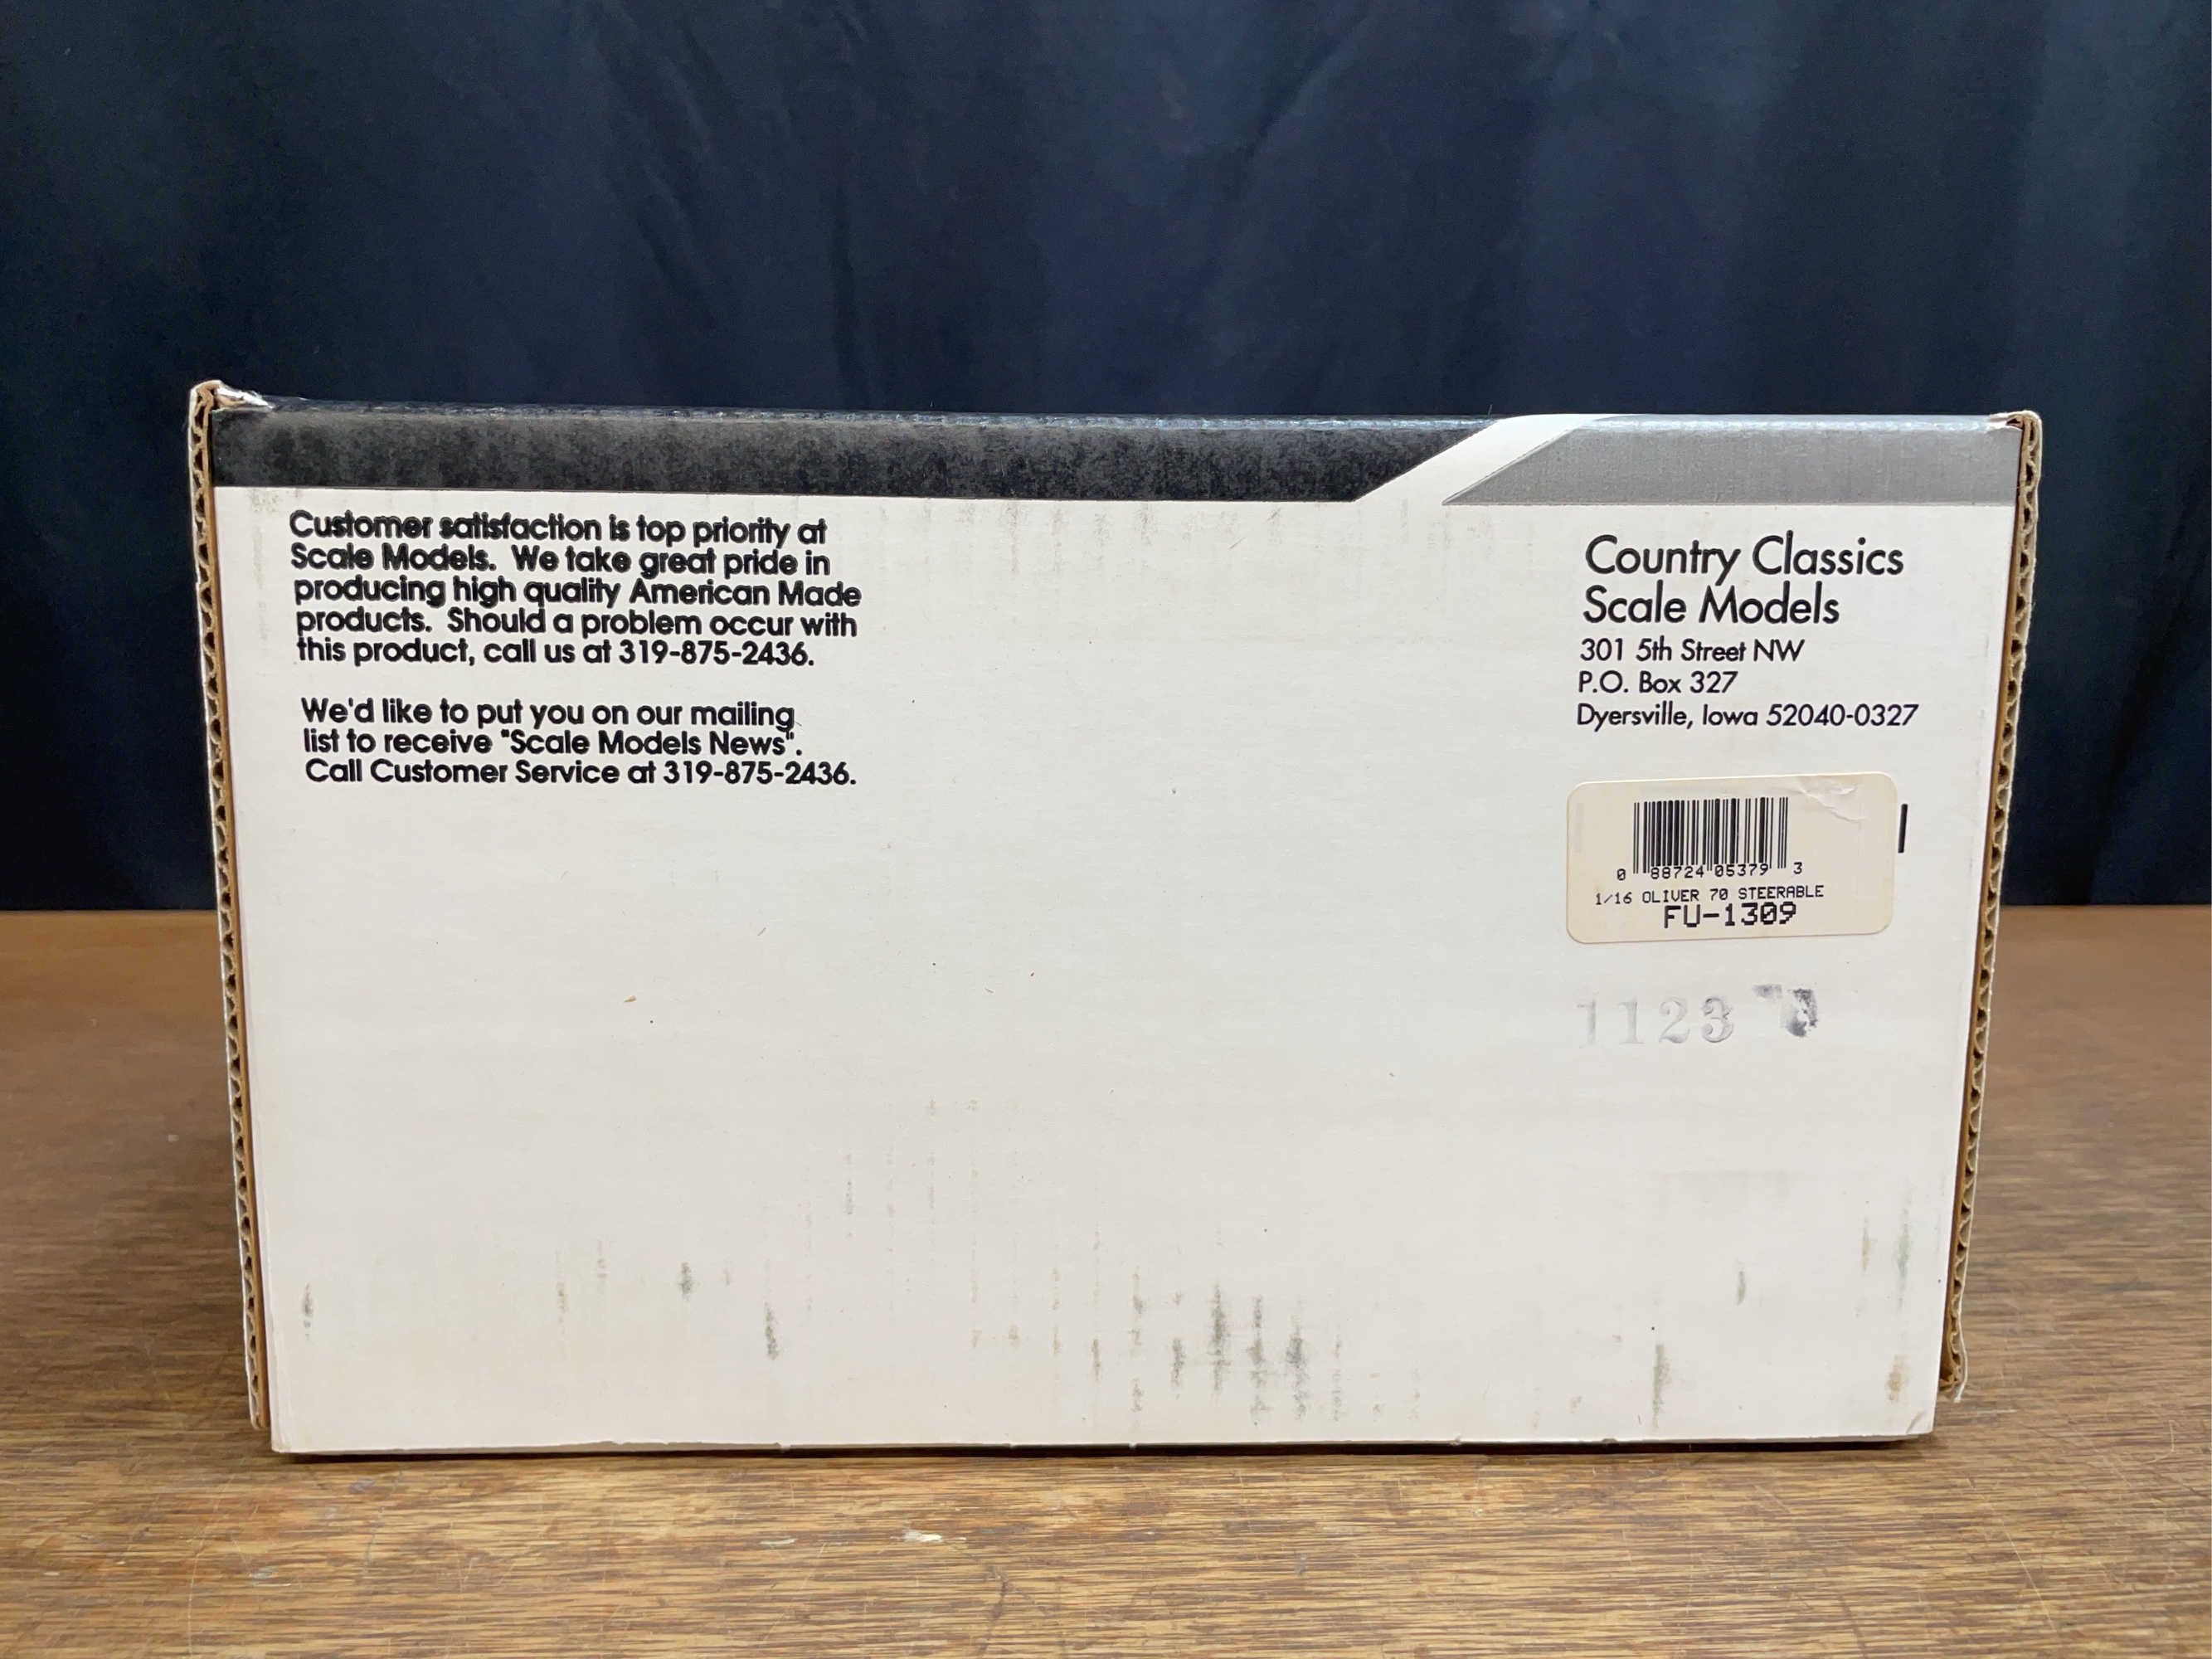 Customer satisfaction is top priority at
Scale Models. We take great pride in
producing high quality American Made
products. Should a problem occur with
this product, call us at 319-875-2436.
We'd like to put you on our mailing
list to receive "Scale Models News".
Call Customer Service at 319-875-2436.
Country Classics
Scale Models
301 5th Street NW
P.O. Box 327
Dyersville, Iowa 52040-0327
0 88724 05379 3
1/16 OLIVER 70 STEERABLE
FU-1309
1123